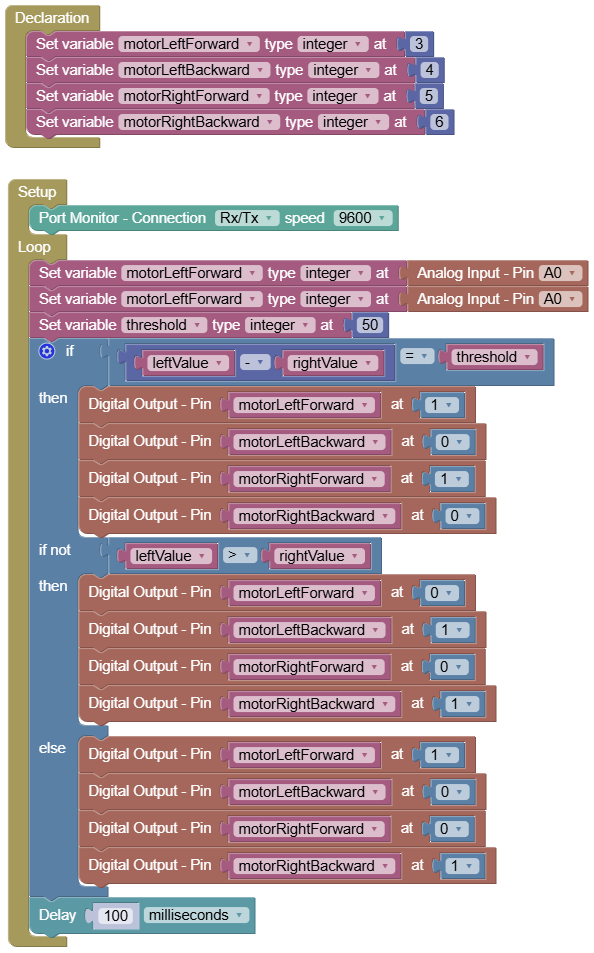 Declaration
Set variable motorLeftForward type integer at 3
Set variable motorLeftBackward type integer at 4
Set variable motorRightForward type integer at 5
Set variable motorRightBackward type integer at 6
Setup
Port Monitor - Connection Rx/Tx speed 9600
Loop
Set variable motorLeftForward type integer at Analog Input - Pin A0
Set variable motorLeftForward type integer at Analog Input - Pin A0
Set variable threshold type integer at 50
if leftValue - rightValue = threshold
then Digital Output - Pin motorLeftForward at 1
Digital Output - Pin motorLeftBackward at 0
Digital Output - Pin motorRightForward at 1
Digital Output - Pin motorRightBackward at 0
if not leftValue > rightValue
then Digital Output - Pin motorLeftForward at 0
Digital Output - Pin motorLeftBackward at 1
Digital Output - Pin motorRightForward at 0
Digital Output - Pin motorRightBackward at 1
else Digital Output - Pin motorLeftForward at 1
Digital Output - Pin motorLeftBackward at 0
Digital Output - Pin motorRightForward at 0
Digital Output - Pin motorRightBackward at 1
Delay 100 milliseconds